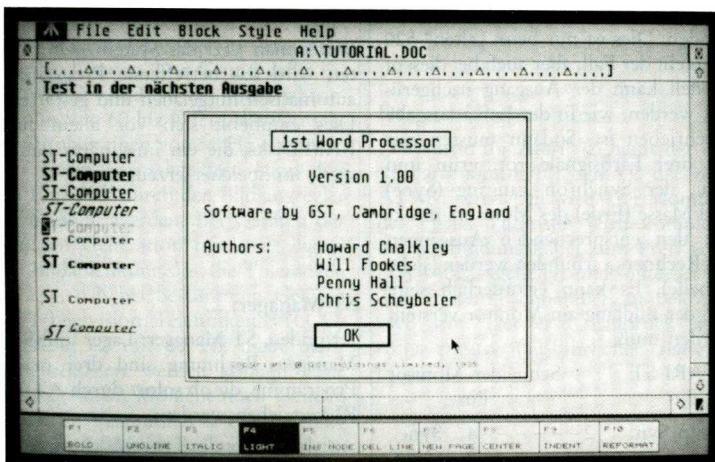 File Edit Block Style Help
A:\TUTORIAL.DOC
Test in der nächsten Ausgabe
1st Word Processor
Version 1.00
Software by GST, Cambridge, England
Authors: Howard Chalkley
Will Fookes
Penny Hall
Chris Scheybeler
OK
ST-Computer
ST-Computer
ST-Computer
ST-Computer
ST-Computer
ST Computer
ST Computer
ST Computer
ST Computer
F1 F2 F3 F4 F5 F6 F7 F8 F9 F10
BOLD UNDLINE ITALIC LIGHT INS MODE DEL LINE NEW PAGE CENTER INDENT REFORMAT